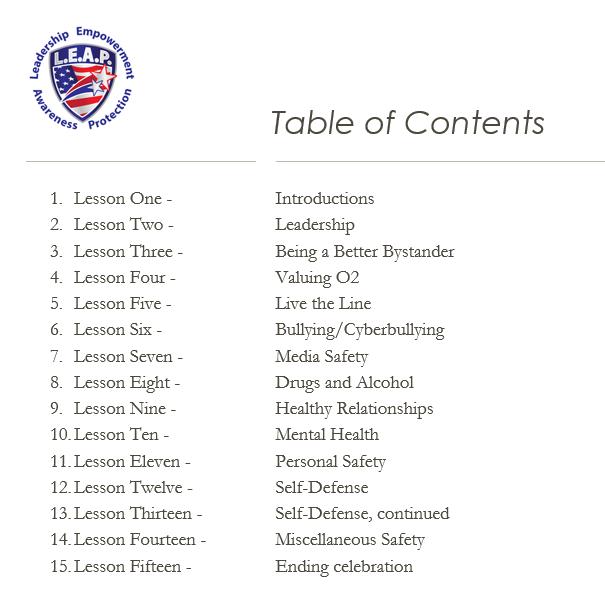 Leadership Empowerment
L.E.A.P.
Awareness Protection
Table of Contents
1. Lesson One - Introductions
2. Lesson Two - Leadership
3. Lesson Three - Being a Better Bystander
4. Lesson Four - Valuing O2
5. Lesson Five - Live the Line
6. Lesson Six - Bullying/Cyberbullying
7. Lesson Seven - Media Safety
8. Lesson Eight - Drugs and Alcohol
9. Lesson Nine - Healthy Relationships
10. Lesson Ten - Mental Health
11. Lesson Eleven - Personal Safety
12. Lesson Twelve - Self-Defense
13. Lesson Thirteen - Self-Defense, continued
14. Lesson Fourteen - Miscellaneous Safety
15. Lesson Fifteen - Ending celebration